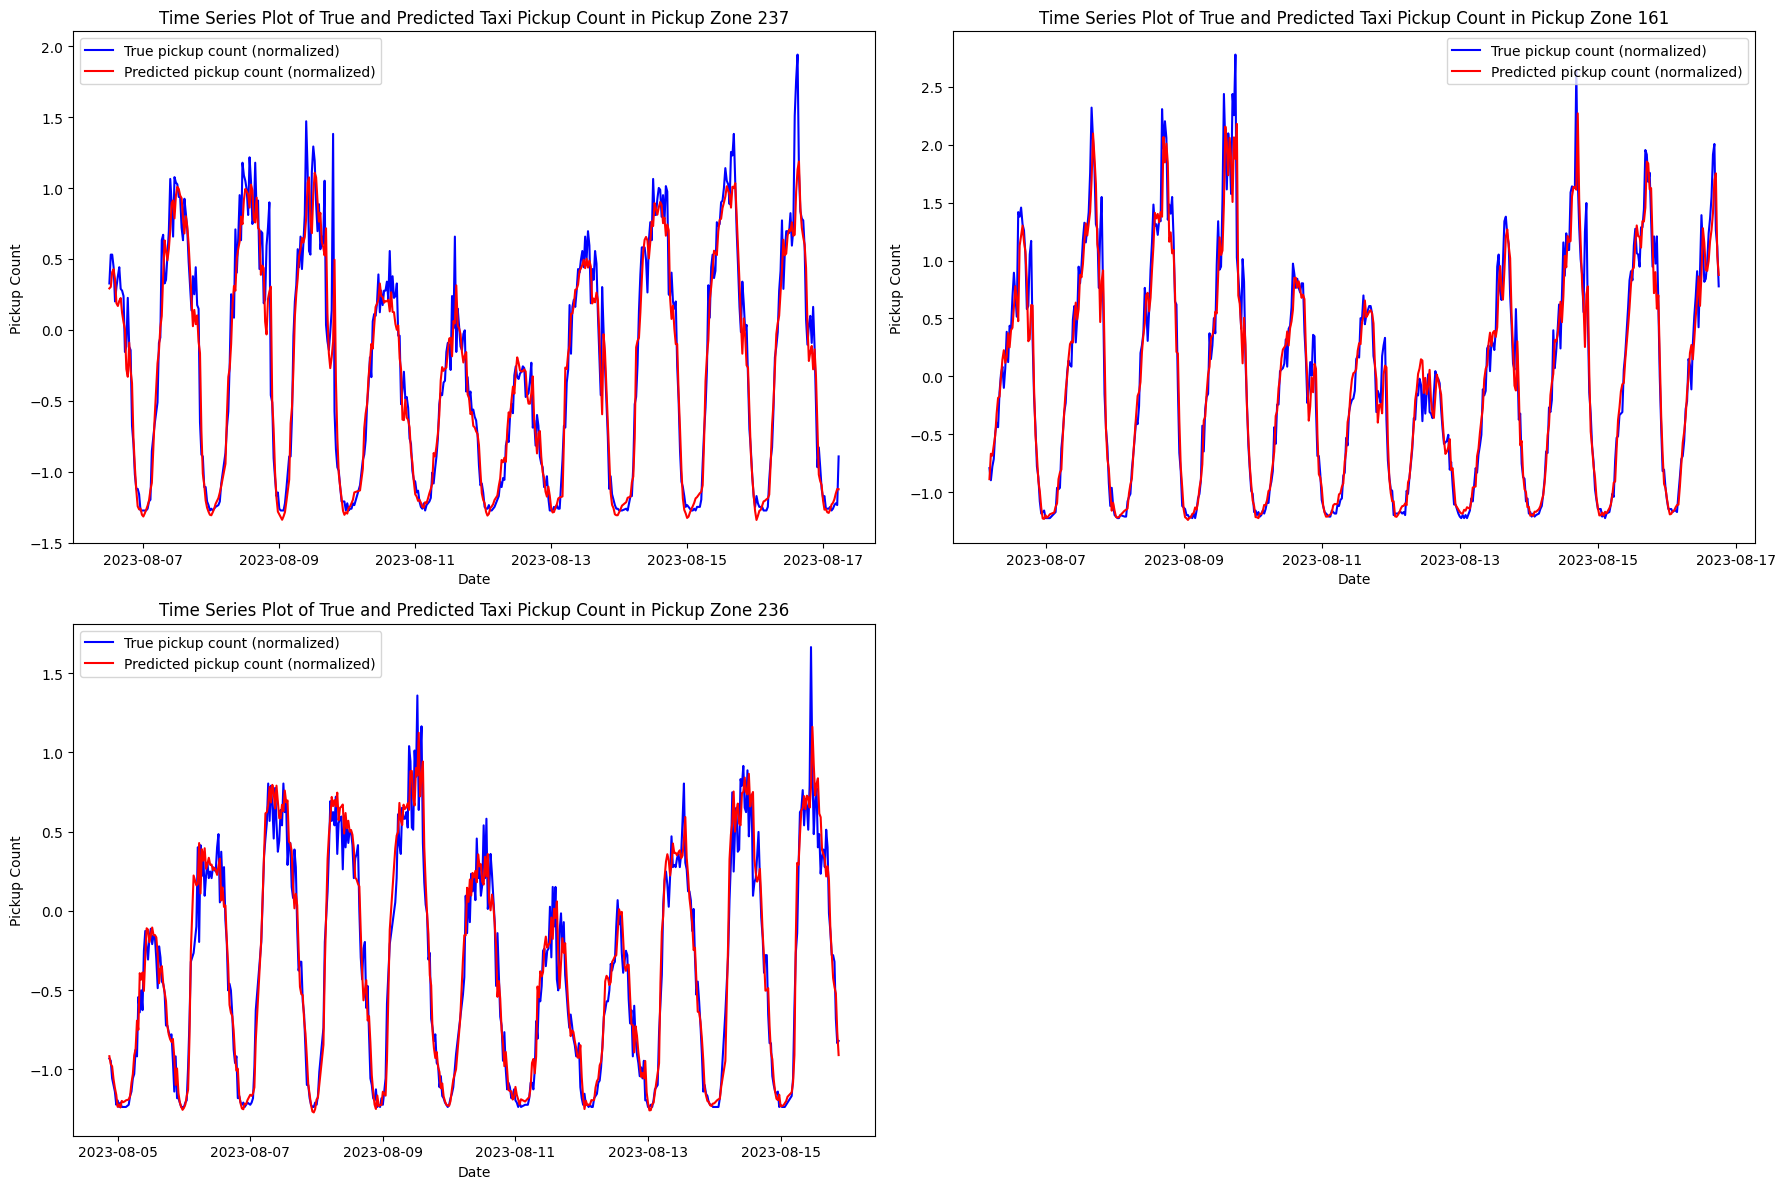 Time Series Plot of True and Predicted Taxi Pickup Count in Pickup Zone 237
True pickup count (normalized)
Predicted pickup count (normalized)
2.0
1.5
1.0
0.5
0.0
−0.5
−1.0
−1.5
Pickup Count
2023-08-07
2023-08-09
2023-08-11
2023-08-13
2023-08-15
2023-08-17
Date
Time Series Plot of True and Predicted Taxi Pickup Count in Pickup Zone 161
True pickup count (normalized)
Predicted pickup count (normalized)
2.5
2.0
1.5
1.0
0.5
0.0
−0.5
−1.0
Pickup Count
2023-08-07
2023-08-09
2023-08-11
2023-08-13
2023-08-15
2023-08-17
Date
Time Series Plot of True and Predicted Taxi Pickup Count in Pickup Zone 236
True pickup count (normalized)
Predicted pickup count (normalized)
1.5
1.0
0.5
0.0
−0.5
−1.0
Pickup Count
2023-08-05
2023-08-07
2023-08-09
2023-08-11
2023-08-13
2023-08-15
Date